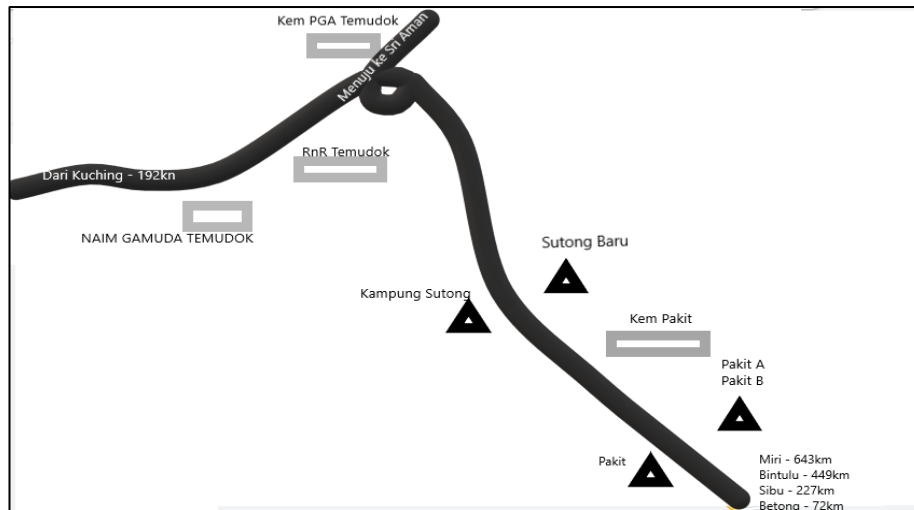 Kem PGA Temudok
Menuju ke Sri Aman
RnR Temudok
Dari Kuching - 192kn
NAIM GAMUDA TEMUDOK
Sutong Baru
Kampung Sutong
Kem Pakit
Pakit A
Pakit B
Pakit
Miri - 643km
Bintulu - 449km
Sibu - 227km
Betong - 72km